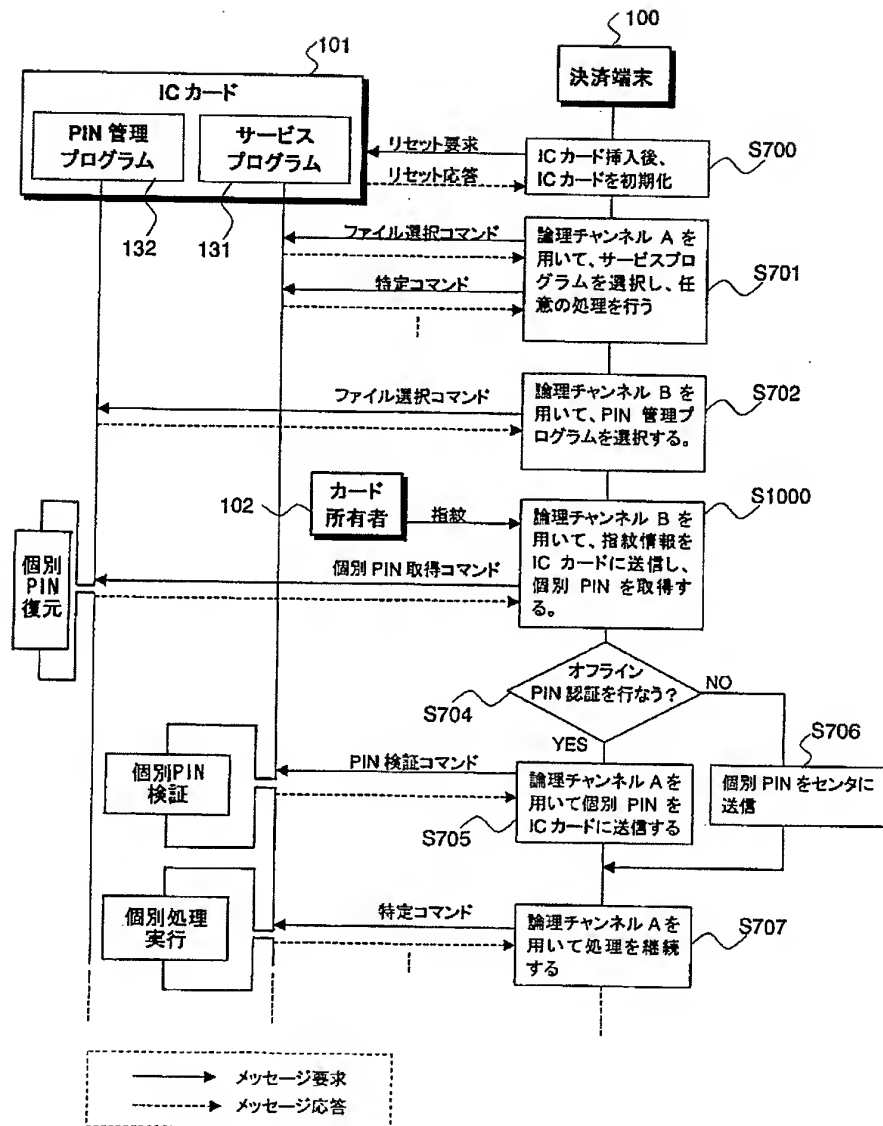 100
決済端末
101
ICカード
PIN 管理
プログラム
サービス
プログラム
132
131
リセット要求
リセット応答
ICカード挿入後、
ICカードを初期化
S700
ファイル選択コマンド
特定コマンド
論理チャンネル A を
用いて、サービスプ
ログラムを選択し、任
意の処理を行う
S701
ファイル選択コマンド
論理チャンネル B を
用いて、PIN 管理プ
ログラムを選択する。
S702
102
カード
所有者
指紋
S1000
論理チャンネル B を
用いて、指紋情報を
ICカードに送信し、
個別 PIN を取得す
る。
個別 PIN 取得コマンド
個別
PIN
復元
オフライン
PIN 認証を行なう?
S704
NO
YES
S706
個別 PIN をセンタに
送信
PIN 検証コマンド
個別PIN
検証
論理チャンネル Aを
用いて個別 PIN を
ICカードに送信する
S705
特定コマンド
個別処理
実行
論理チャンネル Aを
用いて処理を継続
する
S707
メッセージ要求
メッセージ応答